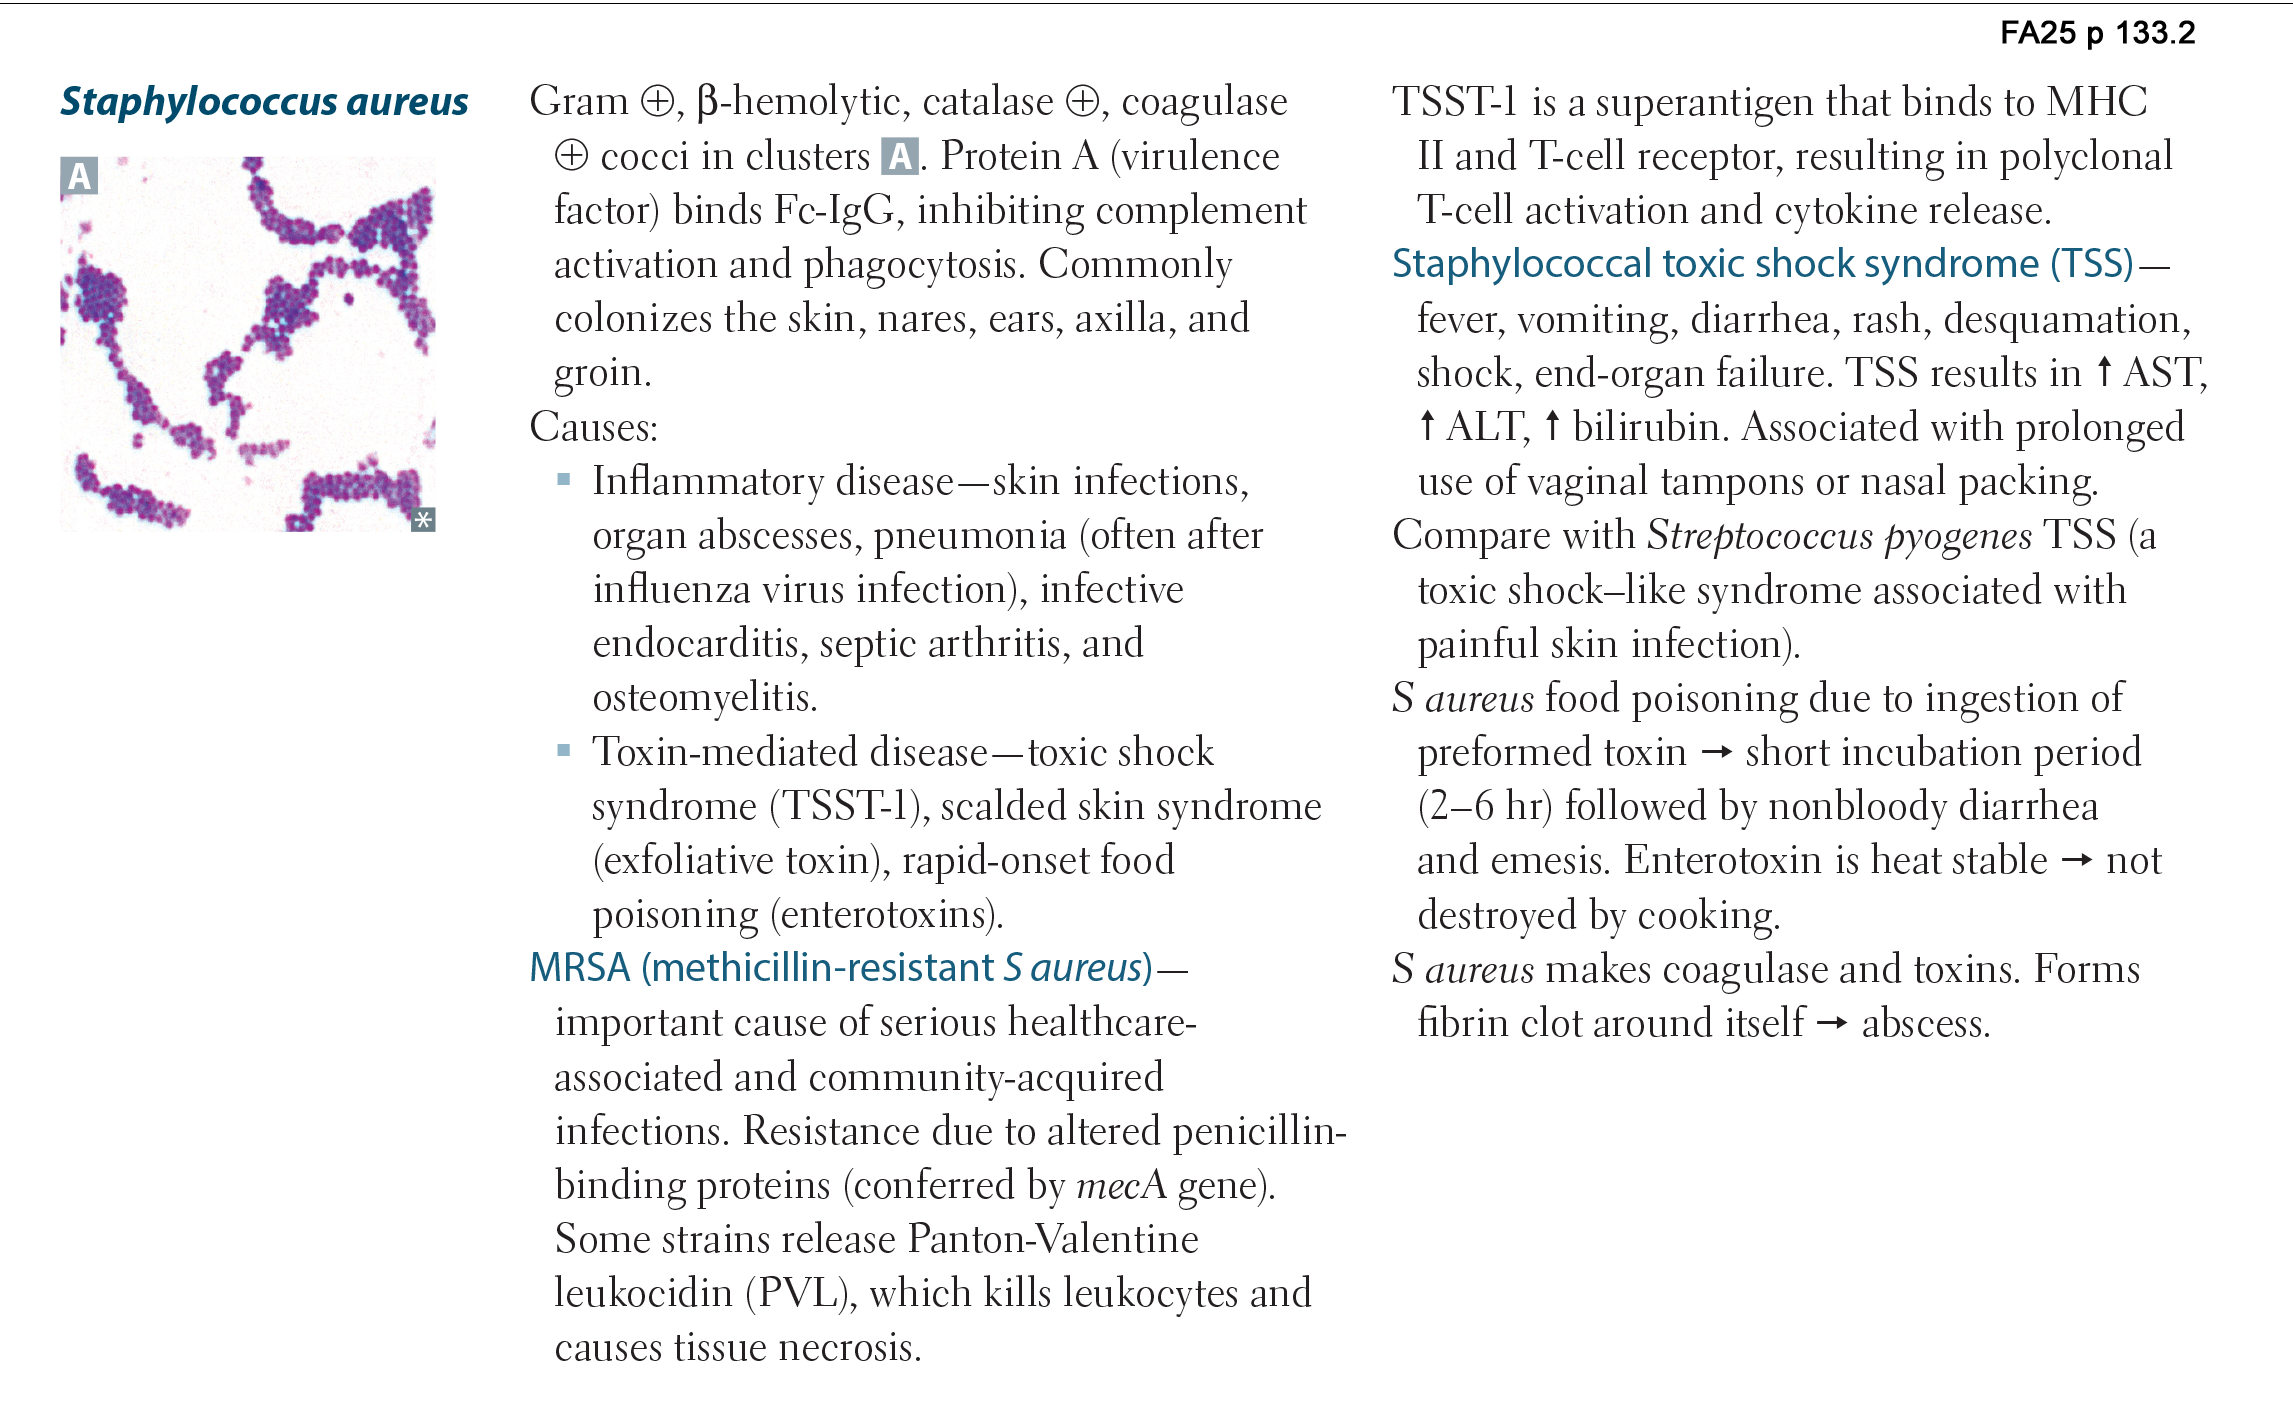 FA25 p 133.2
Staphylococcus aureus
A
*
Gram ⊕, β-hemolytic, catalase ⊕, coagulase
⊕ cocci in clusters A. Protein A (virulence
factor) binds Fc-IgG, inhibiting complement
activation and phagocytosis. Commonly
colonizes the skin, nares, ears, axilla, and
groin.
Causes:
▪ Inflammatory disease—skin infections,
organ abscesses, pneumonia (often after
influenza virus infection), infective
endocarditis, septic arthritis, and
osteomyelitis.
▪ Toxin-mediated disease—toxic shock
syndrome (TSST-1), scalded skin syndrome
(exfoliative toxin), rapid-onset food
poisoning (enterotoxins).
MRSA (methicillin-resistant S aureus)—
important cause of serious healthcare-
associated and community-acquired
infections. Resistance due to altered penicillin-
binding proteins (conferred by mecA gene).
Some strains release Panton-Valentine
leukocidin (PVL), which kills leukocytes and
causes tissue necrosis.
TSST-1 is a superantigen that binds to MHC
II and T-cell receptor, resulting in polyclonal
T-cell activation and cytokine release.
Staphylococcal toxic shock syndrome (TSS)—
fever, vomiting, diarrhea, rash, desquamation,
shock, end-organ failure. TSS results in ↑ AST,
↑ ALT, ↑ bilirubin. Associated with prolonged
use of vaginal tampons or nasal packing.
Compare with Streptococcus pyogenes TSS (a
toxic shock–like syndrome associated with
painful skin infection).
S aureus food poisoning due to ingestion of
preformed toxin → short incubation period
(2–6 hr) followed by nonbloody diarrhea
and emesis. Enterotoxin is heat stable → not
destroyed by cooking.
S aureus makes coagulase and toxins. Forms
fibrin clot around itself → abscess.